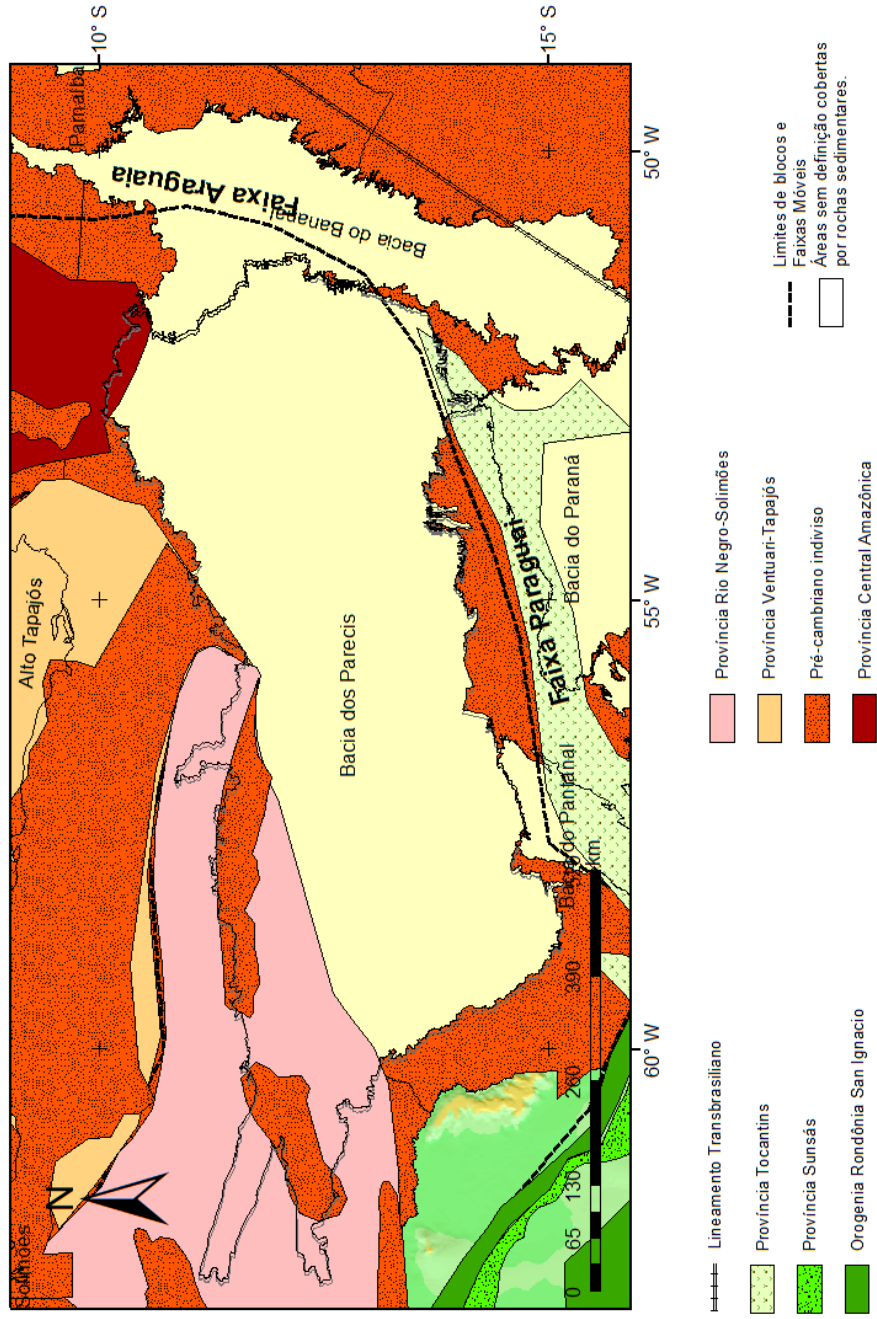 Solimões
N
Alto Tapajós
Parnaíba
10° S
Faixa Araguaia
Bacia do Bananal
Bacia dos Parecis
Faixa Paraguai
Bacia do Paraná
Bacia do Pantanal
15° S
0 65 130 260 390
km
60° W
55° W
50° W
Lineamento Transbrasiliano
Província Tocantins
Província Sunsás
Orogenia Rondônia San Ignacio
Província Rio Negro-Solimões
Província Ventuari-Tapajós
Pré-cambriano indiviso
Província Central Amazônica
Limites de blocos e
Faixas Móveis
Áreas sem definição cobertas
por rochas sedimentares.